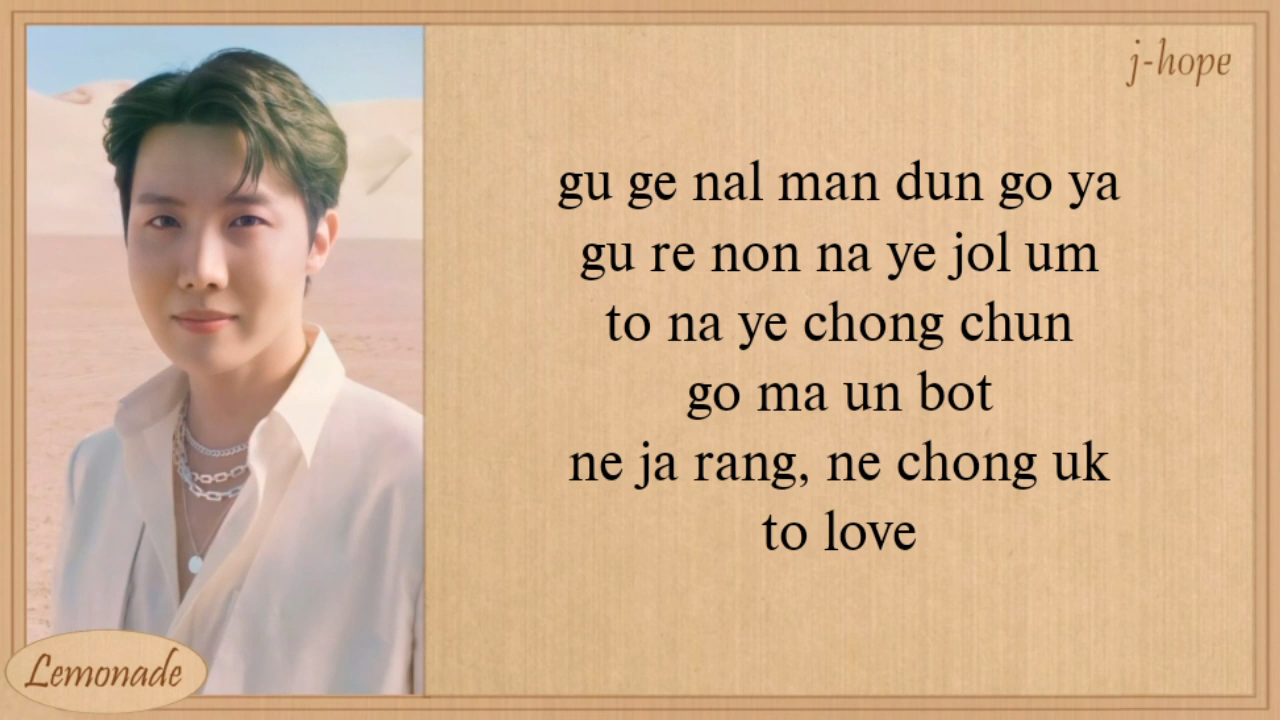 j-hope
gu ge nal man dun go ya
gu re non na ye jol um
to na ye chong chun
go ma un bot
ne ja rang, ne chong uk
to love
Lemonade